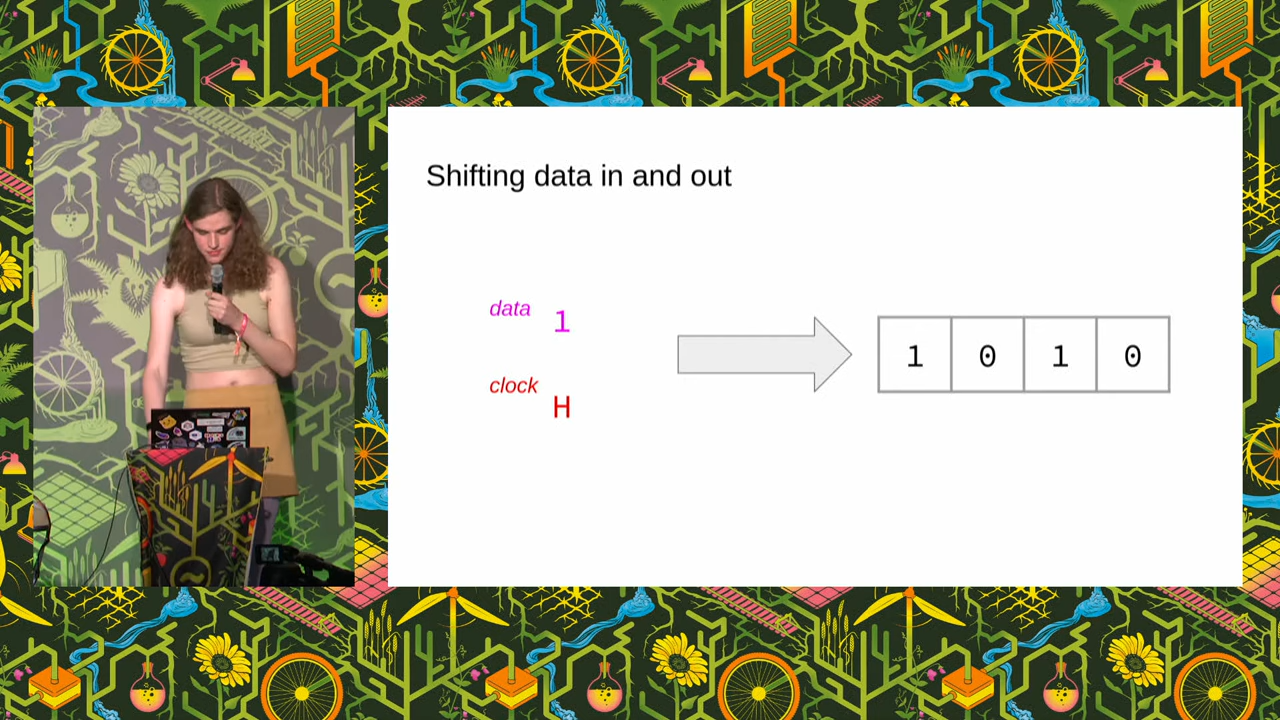 Shifting data in and out
data 1
clock H
1 0 1 0